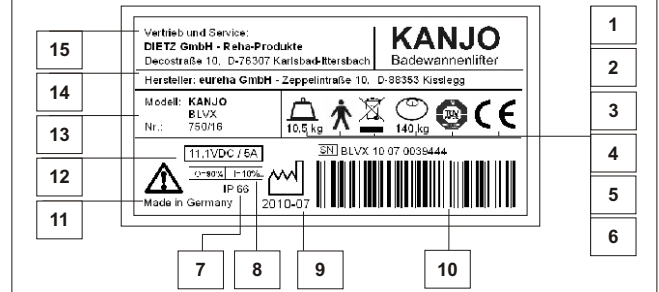 Vertrieb und Service:
DIETZ GmbH - Reha-Produkte
Decostraße 10, D-76307 Karlsbad-Ittersbach
KANJO
Badewannenlifter
Hersteller: eureha GmbH - Zeppelintraße 10, D-88353 Kisslegg
Modell: KANJO
BLVX
Nr.: 750/16
10,5 kg
140 kg
TÜV
CE
SN BLVX 10 07 0039444
11,1VDC / 5A
O=90% I=10%
IP 66
Made in Germany
2010-07
15
14
13
12
11
7
8
9
10
1
2
3
4
5
6